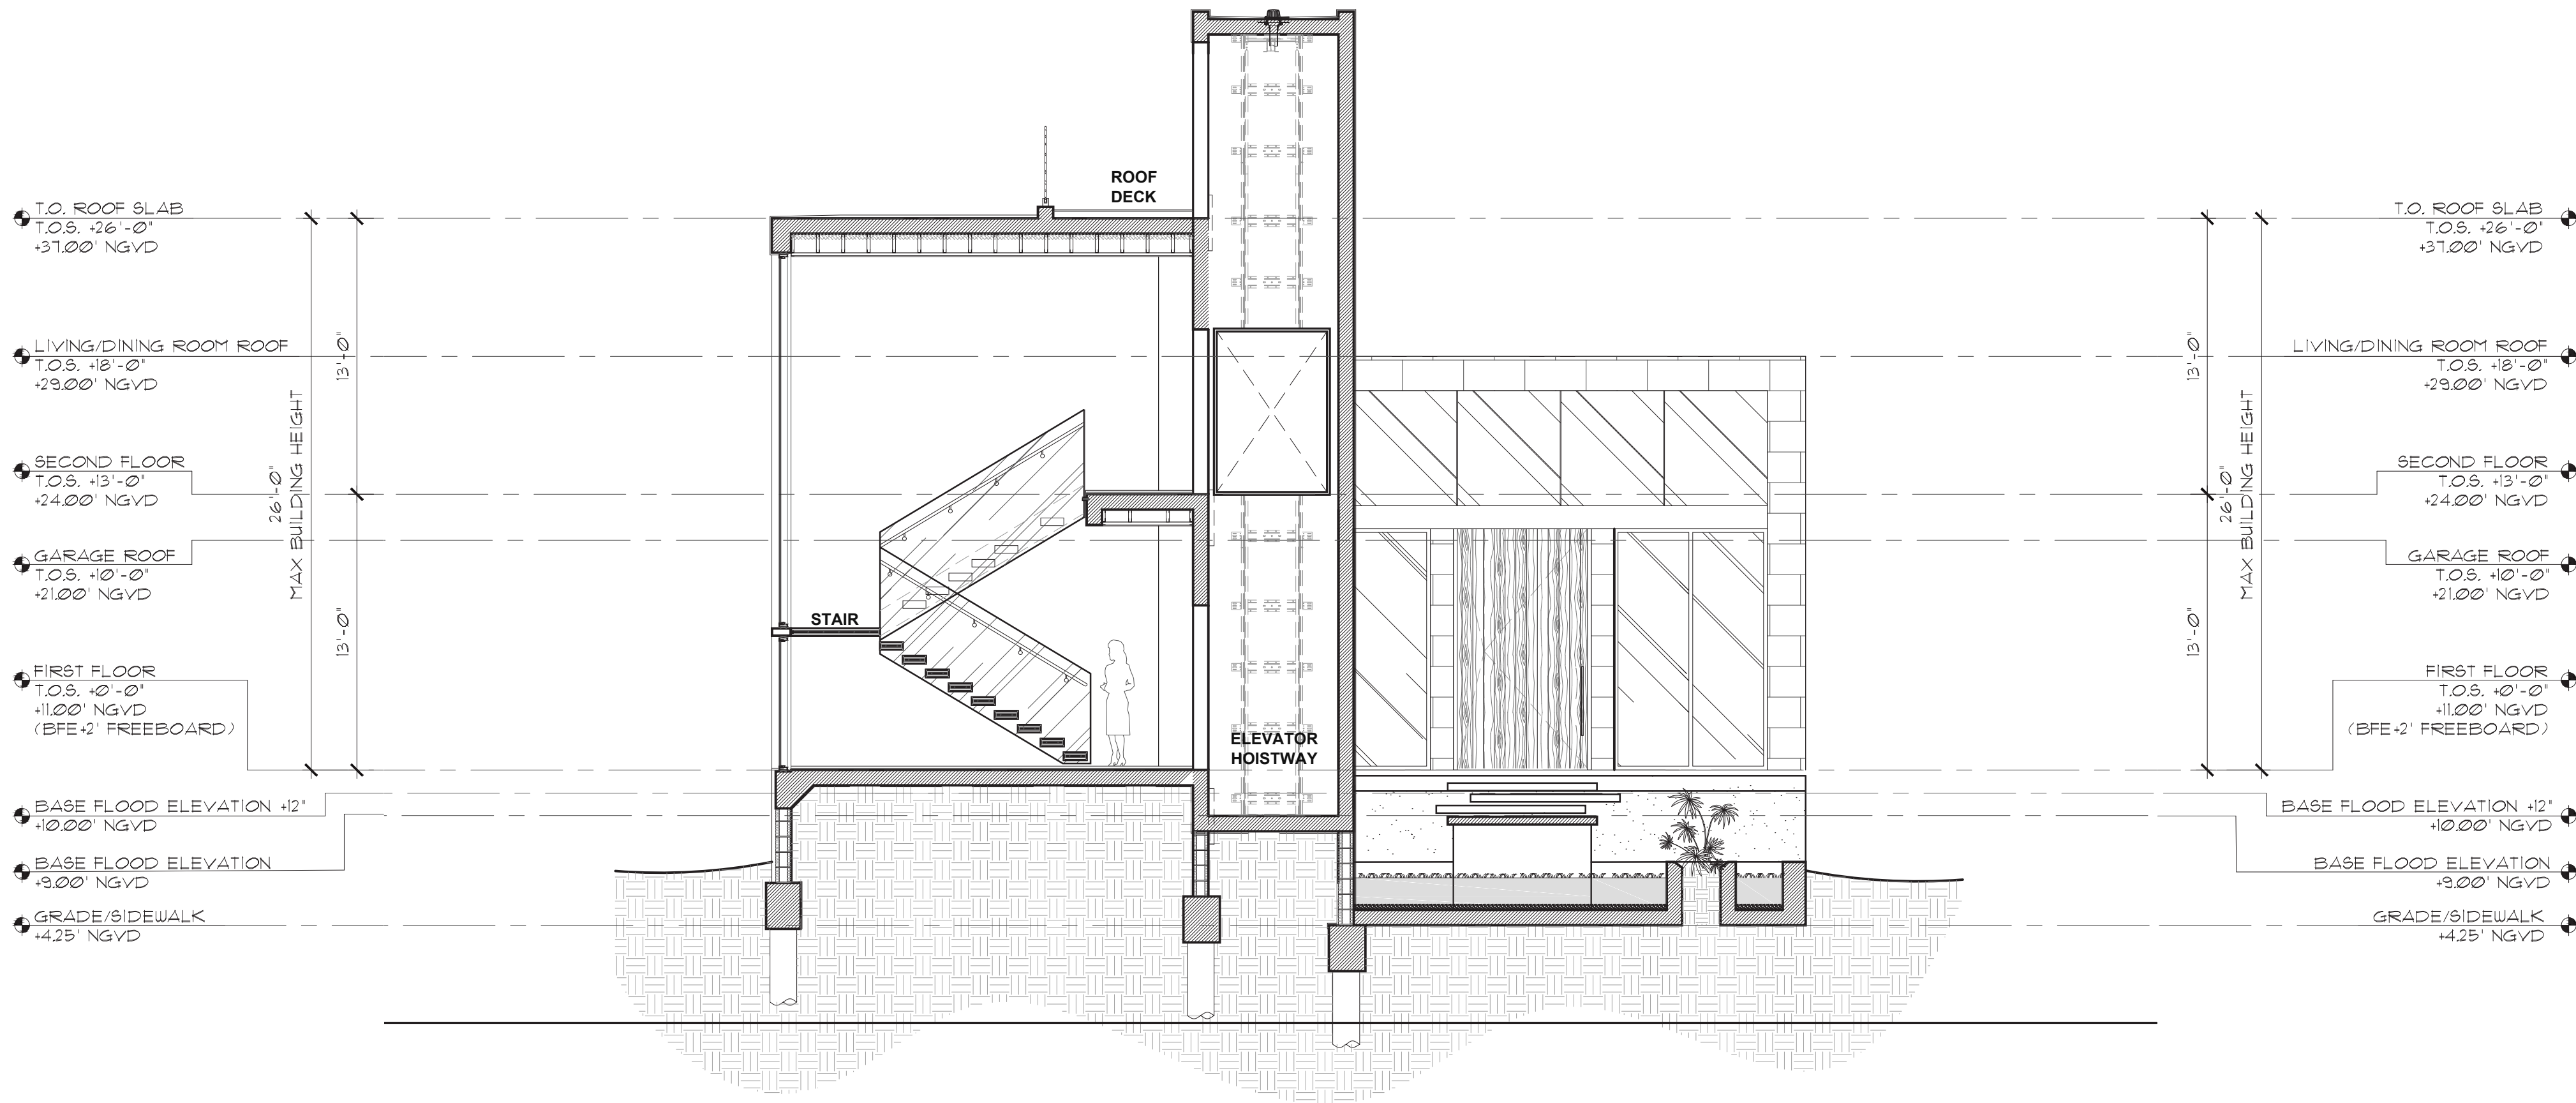 ROOF
DECK
T.O. ROOF SLAB
T.O.S. +26'-0"
+37.00' NGVD
LIVING/DINING ROOM ROOF
T.O.S. +18'-0"
+29.00' NGVD
SECOND FLOOR
T.O.S. +13'-0"
+24.00' NGVD
GARAGE ROOF
T.O.S. +10'-0"
+21.00' NGVD
FIRST FLOOR
T.O.S. +0'-0"
+11.00' NGVD
(BFE+2' FREEBOARD)
BASE FLOOD ELEVATION +12"
+10.00' NGVD
BASE FLOOD ELEVATION
+9.00' NGVD
GRADE/SIDEWALK
+4.25' NGVD
26'-0"
MAX BUILDING HEIGHT
13'-0"
13'-0"
STAIR
ELEVATOR
HOISTWAY
13'-0"
13'-0"
26'-0"
MAX BUILDING HEIGHT
T.O. ROOF SLAB
T.O.S. +26'-0"
+37.00' NGVD
LIVING/DINING ROOM ROOF
T.O.S. +18'-0"
+29.00' NGVD
SECOND FLOOR
T.O.S. +13'-0"
+24.00' NGVD
GARAGE ROOF
T.O.S. +10'-0"
+21.00' NGVD
FIRST FLOOR
T.O.S. +0'-0"
+11.00' NGVD
(BFE+2' FREEBOARD)
BASE FLOOD ELEVATION +12"
+10.00' NGVD
BASE FLOOD ELEVATION
+9.00' NGVD
GRADE/SIDEWALK
+4.25' NGVD